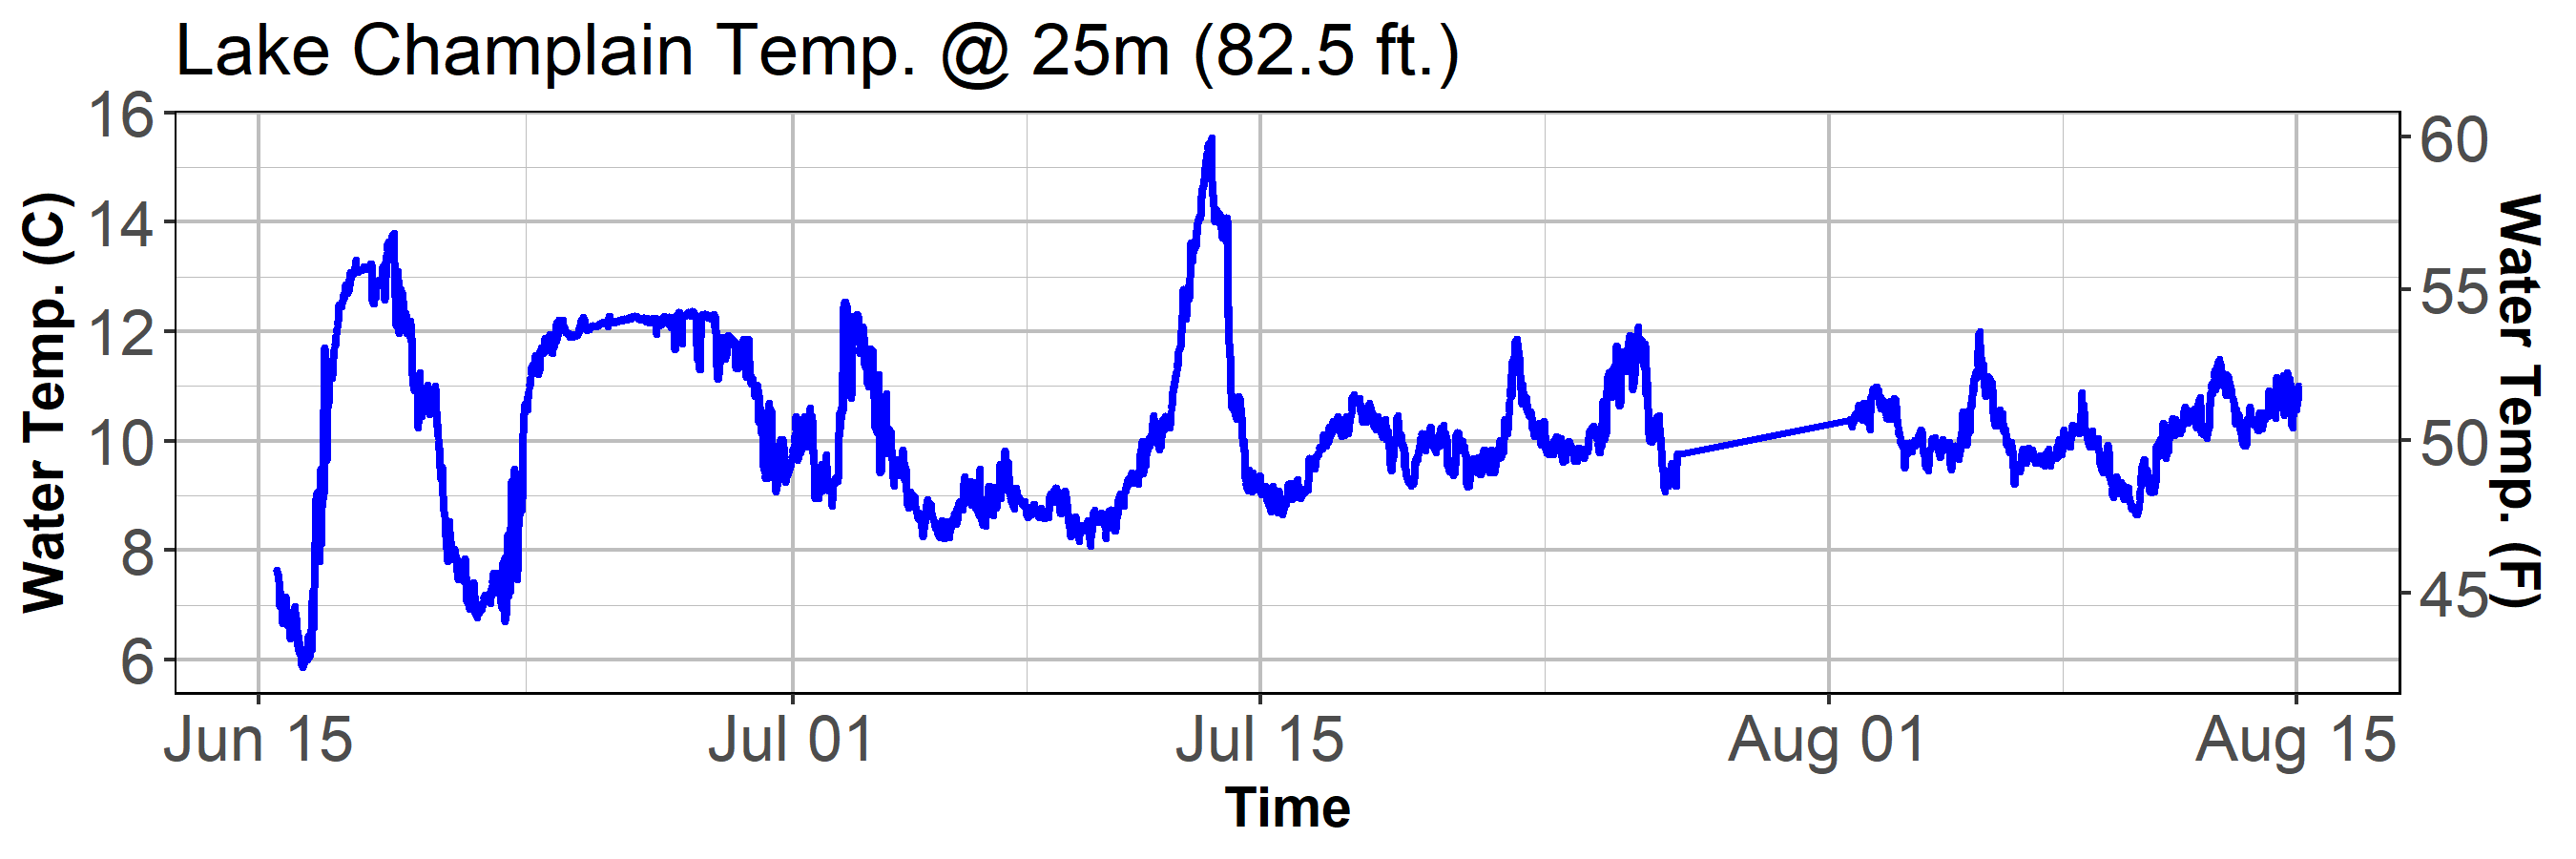 Lake Champlain Temp. @ 25m (82.5 ft.)
16
14
12
10
8
6
Water Temp. (C)
60
55
50
45
Water Temp. (F)
Jun 15 Jul 01 Jul 15 Aug 01 Aug 15
Time